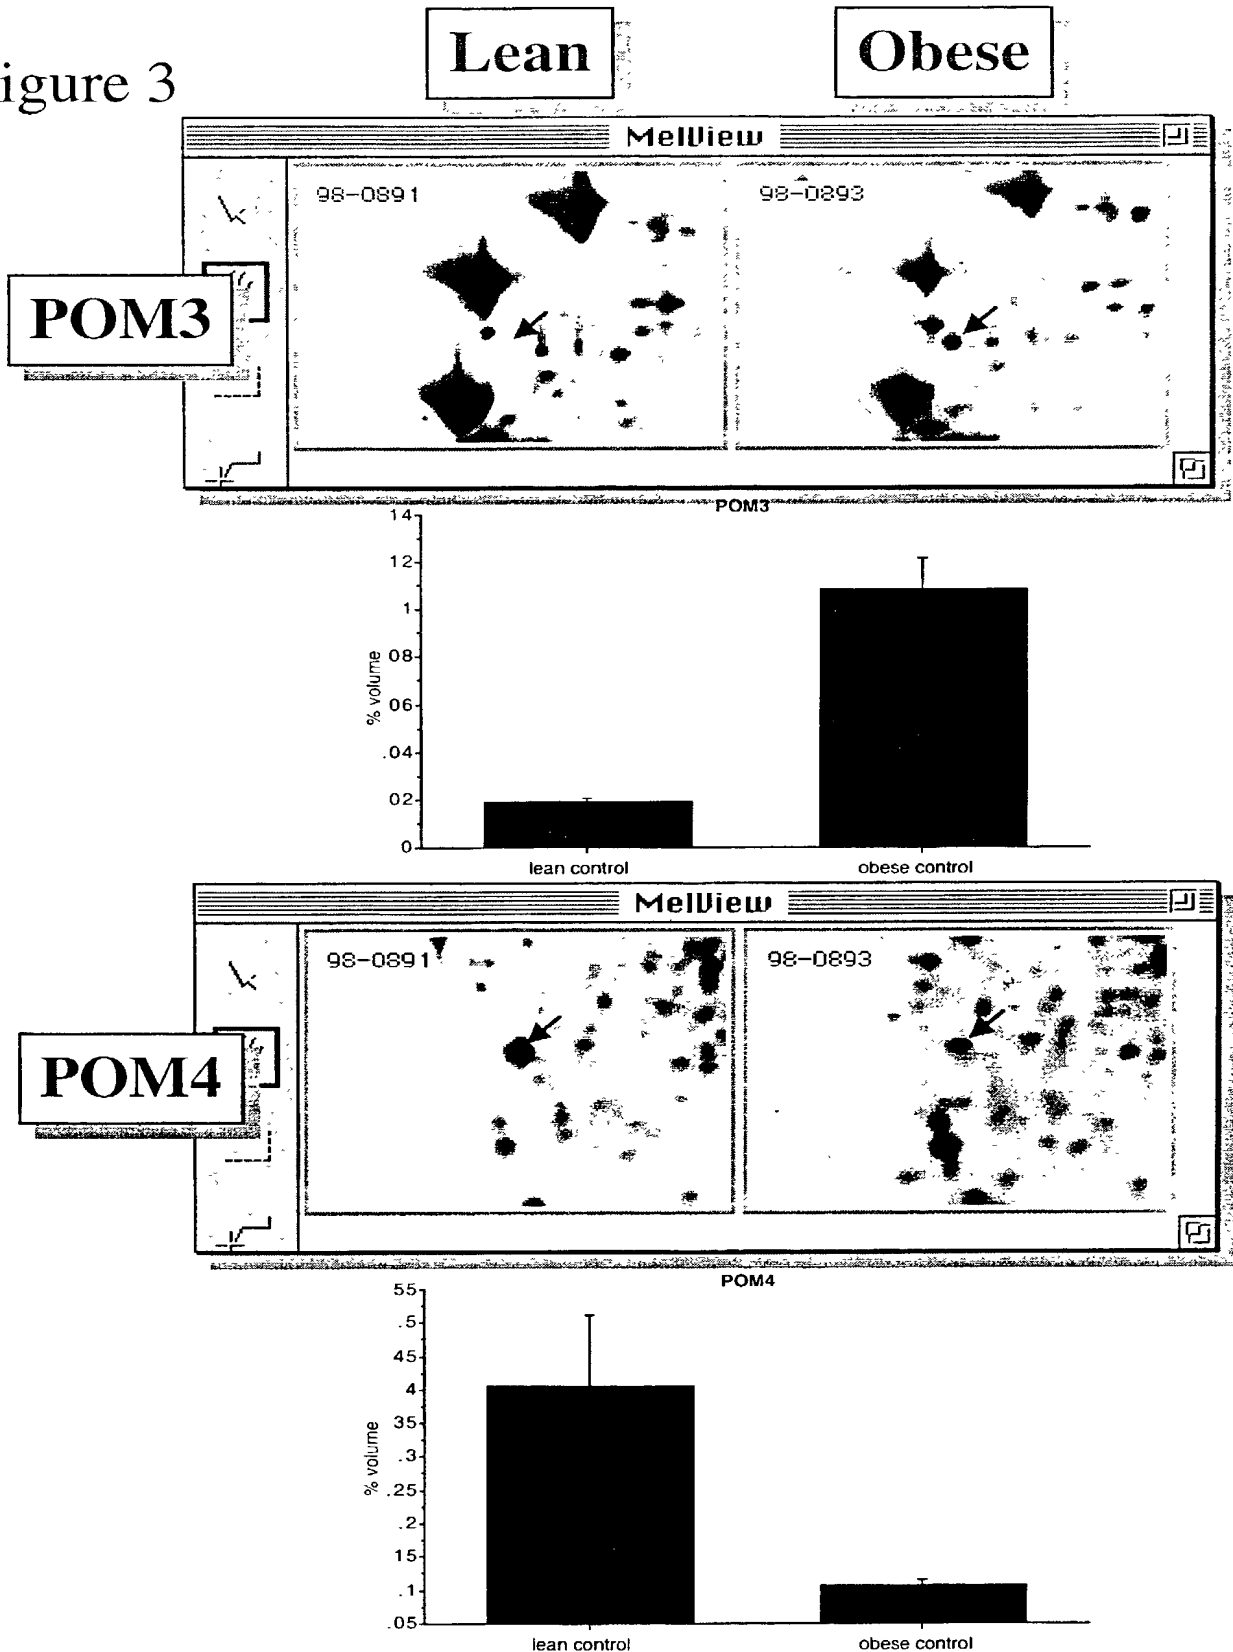 Lean
Obese
igure 3
MelView
98-0891
98-0893
POM3
POM3
14
12
1
08
06
.04
02
0
% volume
lean control
obese control
MelView
98-0891
98-0893
POM4
POM4
55
.5
45
4
35
.3
.25
.2
15
.1
.05
% volume
lean control
obese control